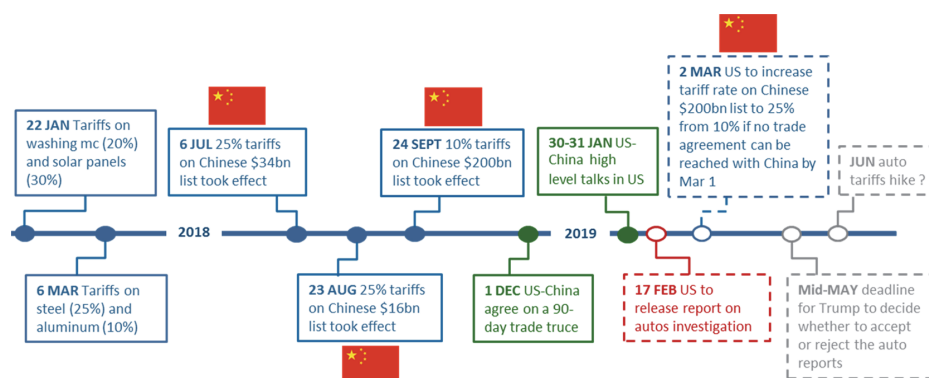 22 JAN Tariffs on
washing mc (20%)
and solar panels
(30%)
6 JUL 25% tariffs
on Chinese $34bn
list took effect
24 SEPT 10% tariffs
on Chinese $200bn
list took effect
30-31 JAN US-
China high
level talks in US
2 MAR US to increase
tariff rate on Chinese
$200bn list to 25%
from 10% if no trade
agreement can be
reached with China by
Mar 1
JUN auto
tariffs hike ?
2018
2019
6 MAR Tariffs on
steel (25%) and
aluminum (10%)
23 AUG 25% tariffs
on Chinese $16bn
list took effect
1 DEC US-China
agree on a 90-
day trade truce
17 FEB US to
release report on
autos investigation
Mid-MAY deadline
for Trump to decide
whether to accept
or reject the auto
reports